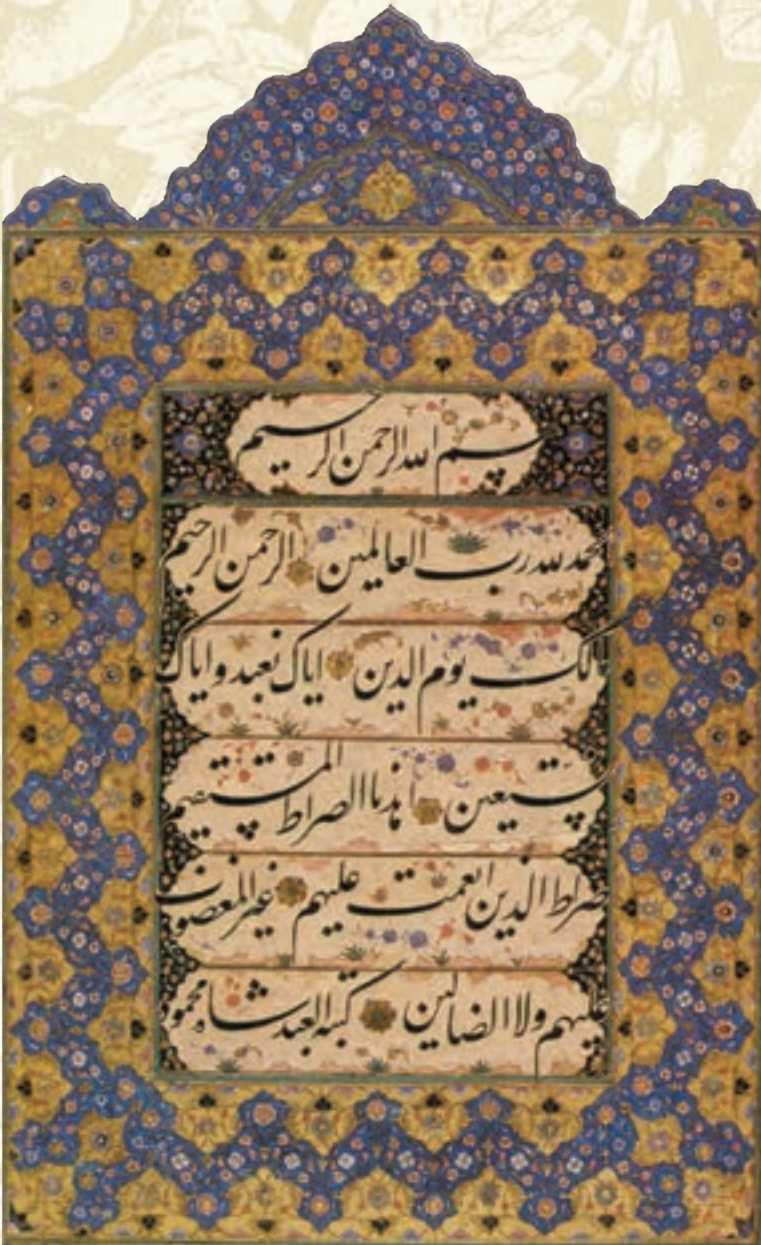 بسم الله الرحمن الرحیم
الحمد لله رب العالمین الرحمن الرحیم
مالک یوم الدین ایاک نعبد و ایاک
نستعین اهدنا الصراط المستقیم
صراط الذین انعمت علیهم غیر المغضوب
علیهم ولا الضالین کتبه العبد شاه محمود